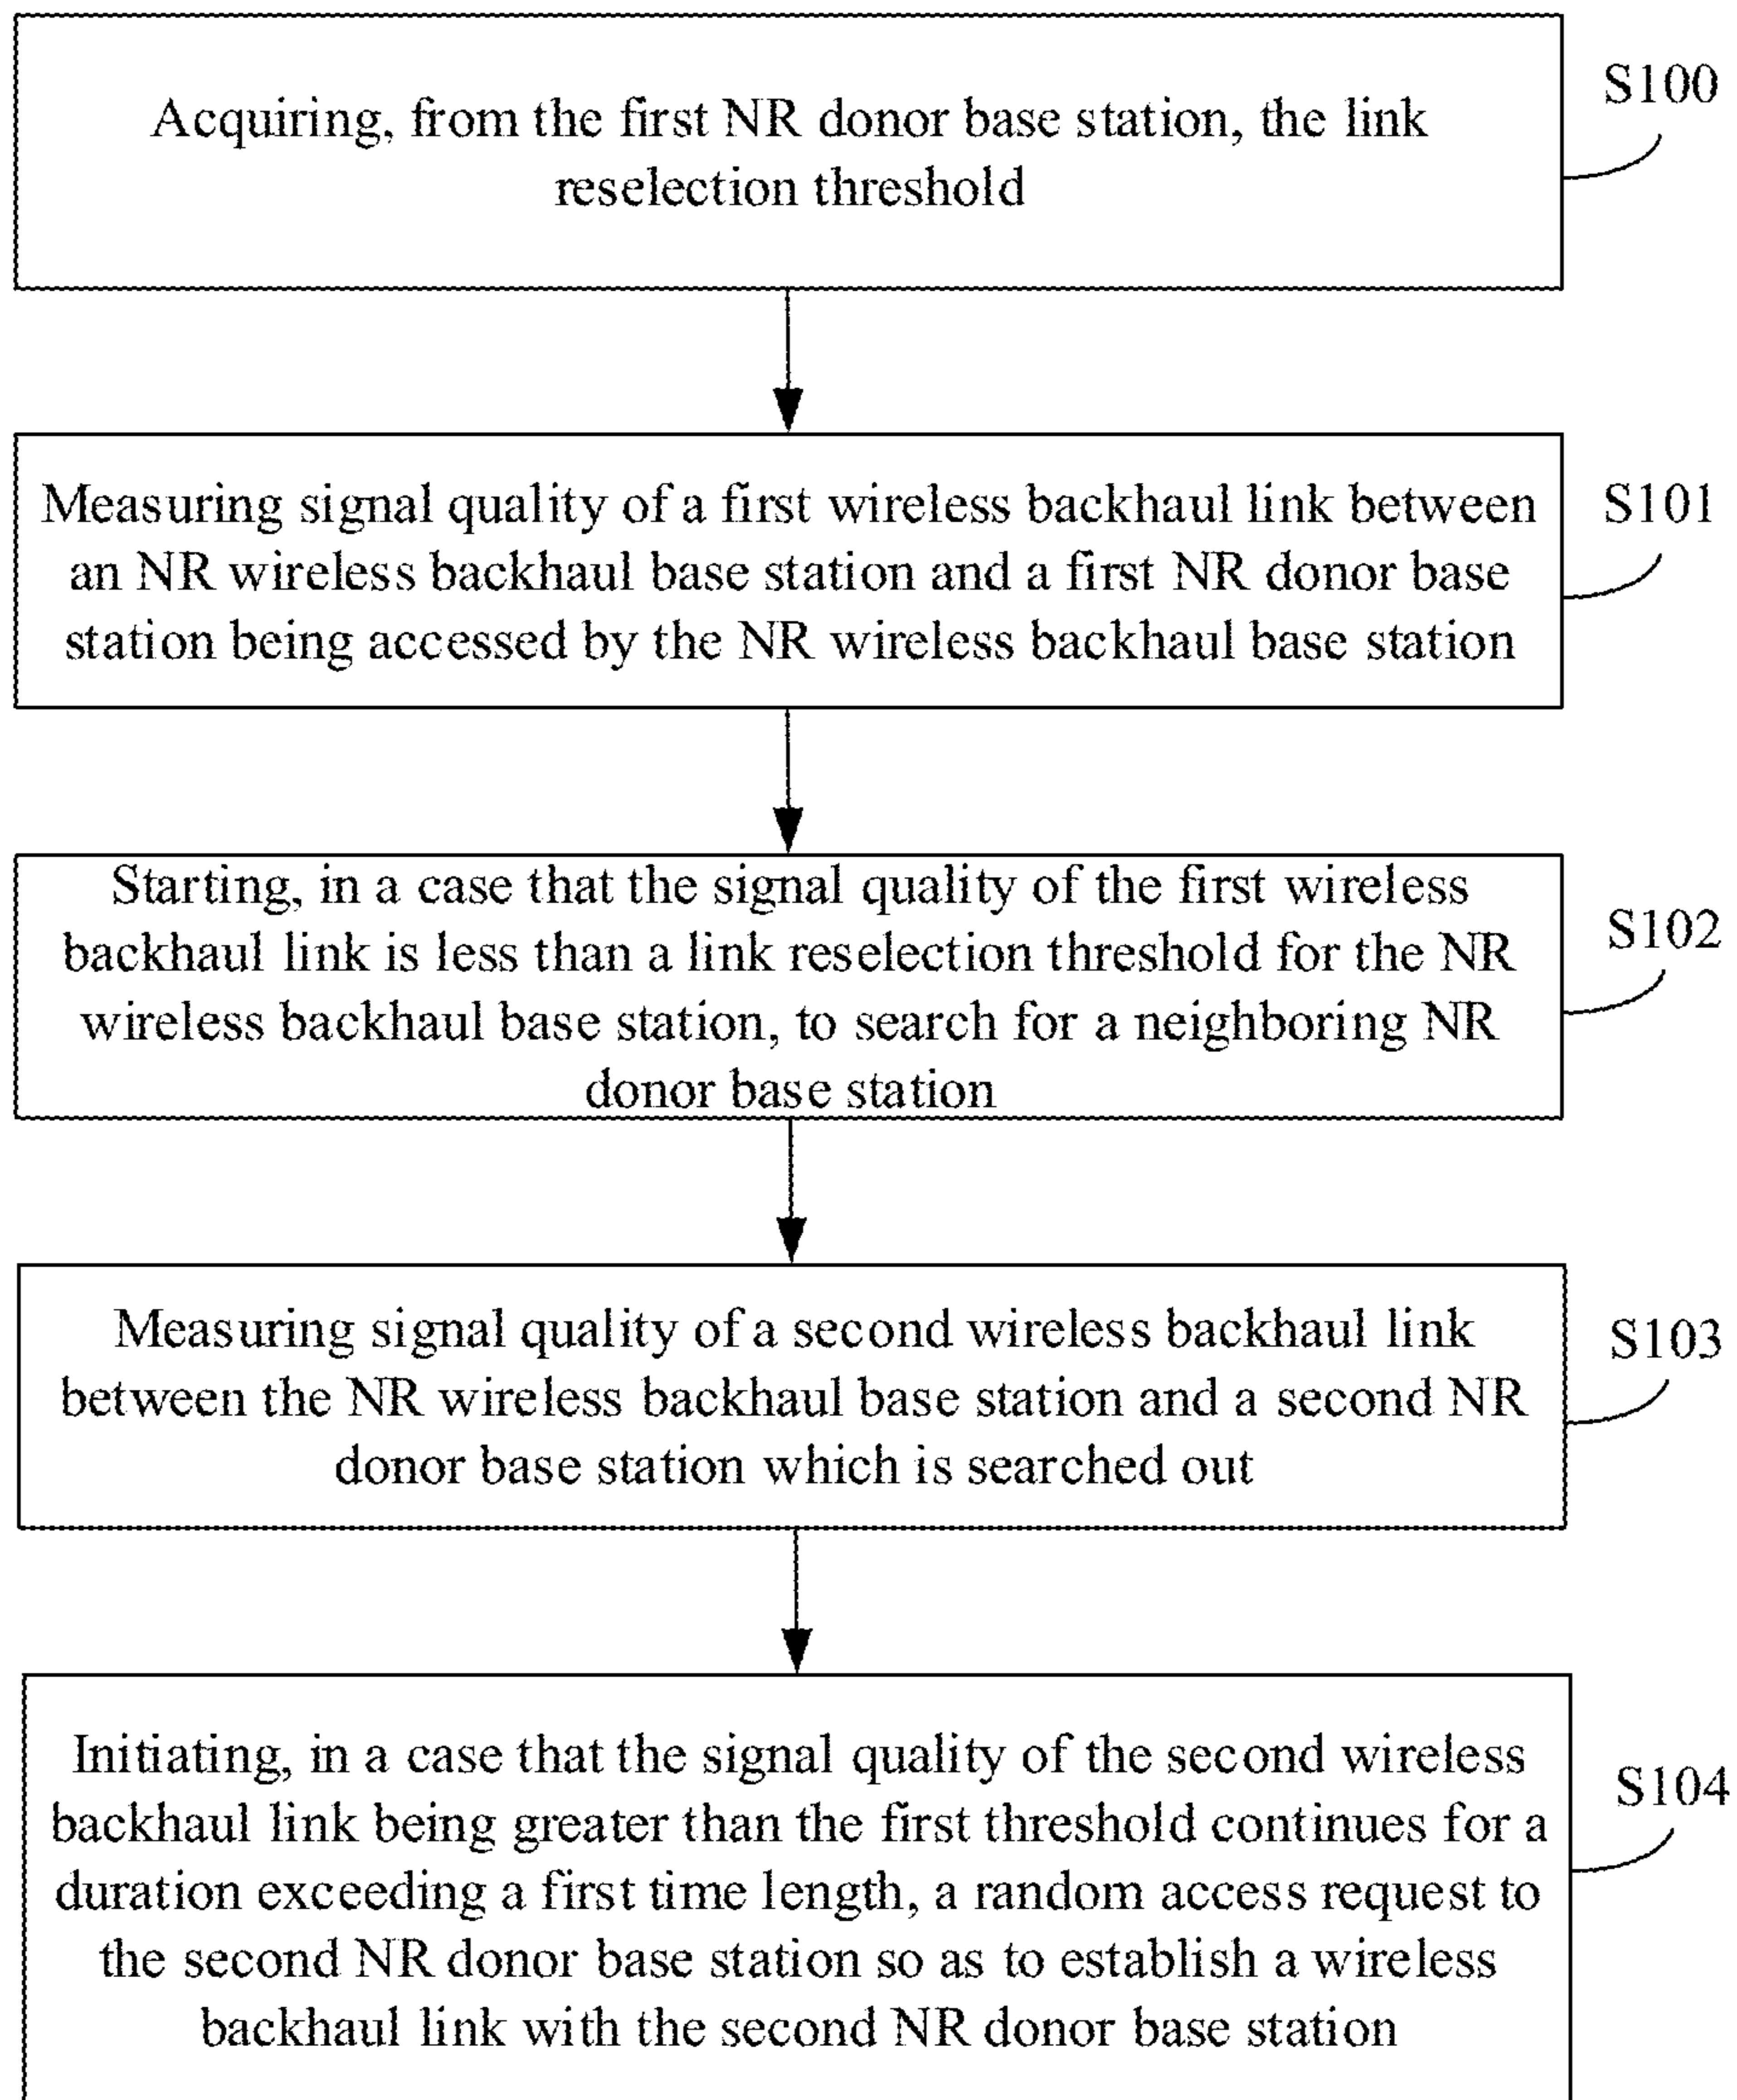 Acquiring, from the first NR donor base station, the link
reselection threshold
S100
Measuring signal quality of a first wireless backhaul link between
an NR wireless backhaul base station and a first NR donor base
station being accessed by the NR wireless backhaul base station
S101
Starting, in a case that the signal quality of the first wireless
backhaul link is less than a link reselection threshold for the NR
wireless backhaul base station, to search for a neighboring NR
donor base station
S102
Measuring signal quality of a second wireless backhaul link
between the NR wireless backhaul base station and a second NR
donor base station which is searched out
S103
Initiating, in a case that the signal quality of the second wireless
backhaul link being greater than the first threshold continues for a
duration exceeding a first time length, a random access request to
the second NR donor base station so as to establish a wireless
backhaul link with the second NR donor base station
S104